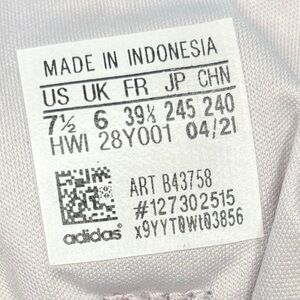 MADE IN INDONESIA
US UK FR JP CHN
7½ 6 39⅓ 245 240
HWI 28Y001 04/21
ART B43758
#127302515
adidas x9YYT0Wt03856